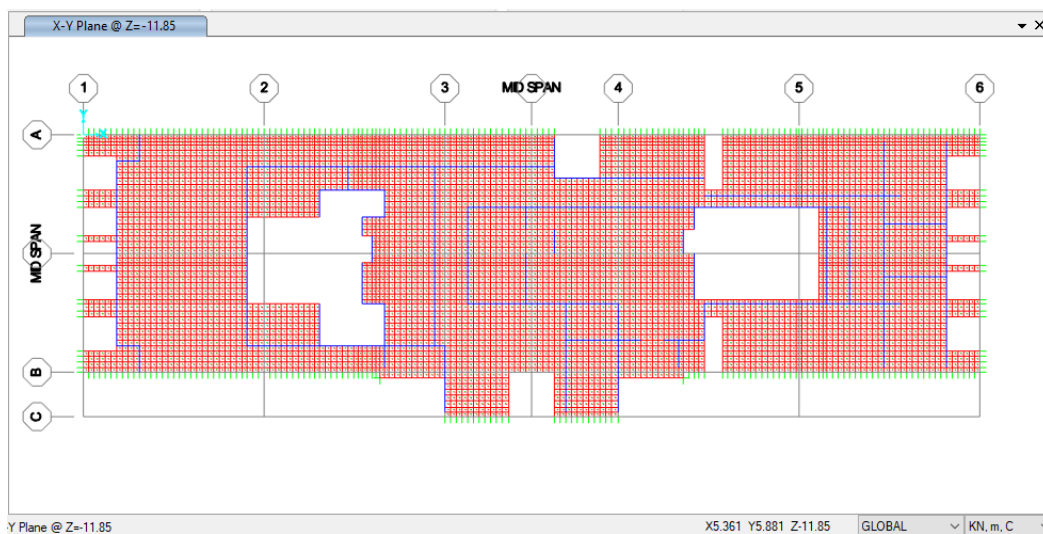 X-Y Plane @ Z=-11.85
1
2
3
MID SPAN
4
5
6
Y
X
A
MID SPAN
B
C
-Y Plane @ Z=-11.85
X5.361 Y5.881 Z-11.85
GLOBAL
KN, m, C